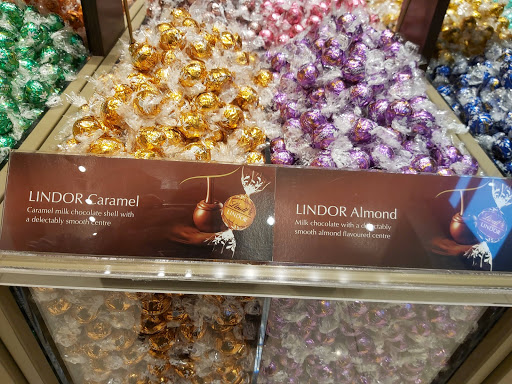 LINDOR Caramel
Caramel milk chocolate shell with
a delectably smooth centre
LINDOR Almond
Milk chocolate with a delectably
smooth almond flavoured centre
LINDOR